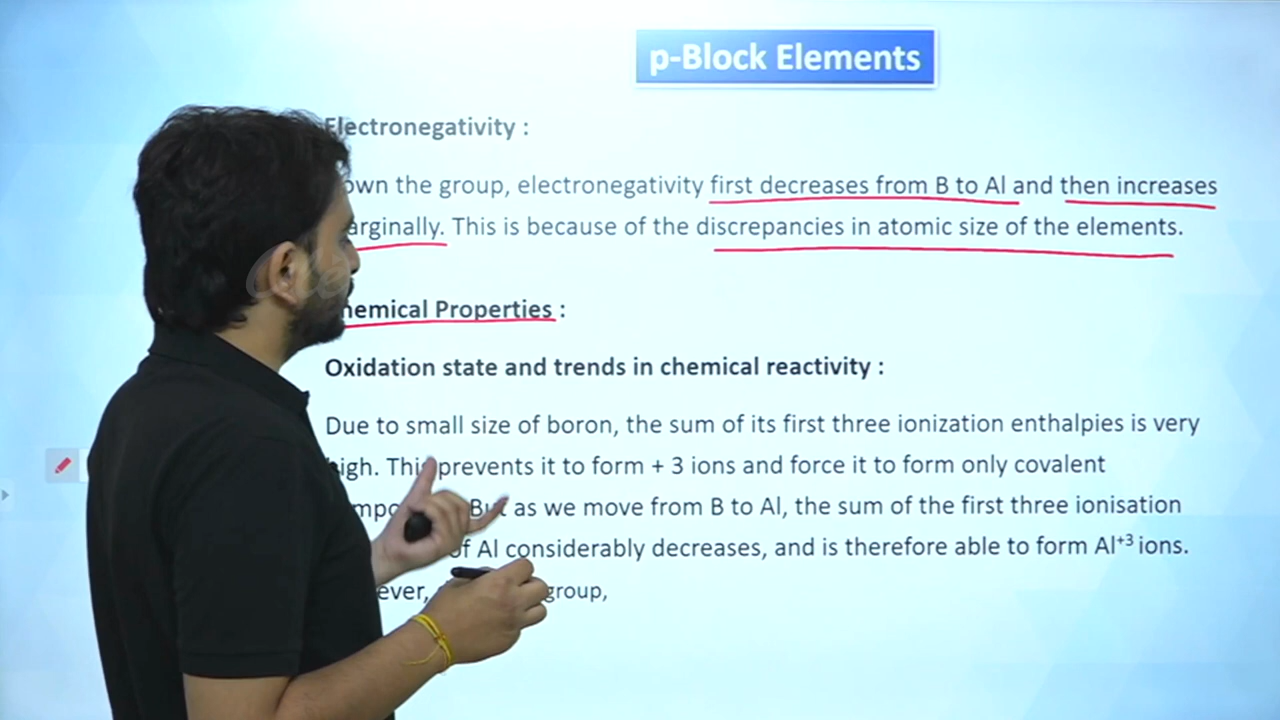 p-Block Elements
Electronegativity :
own the group, electronegativity first decreases from B to Al and then increases
arginally. This is because of the discrepancies in atomic size of the elements.
hemical Properties :
Oxidation state and trends in chemical reactivity :
Due to small size of boron, the sum of its first three ionization enthalpies is very
high. This prevents it to form + 3 ions and force it to form only covalent
But as we move from B to Al, the sum of the first three ionisation
of Al considerably decreases, and is therefore able to form Al+3 ions.
ever, group,